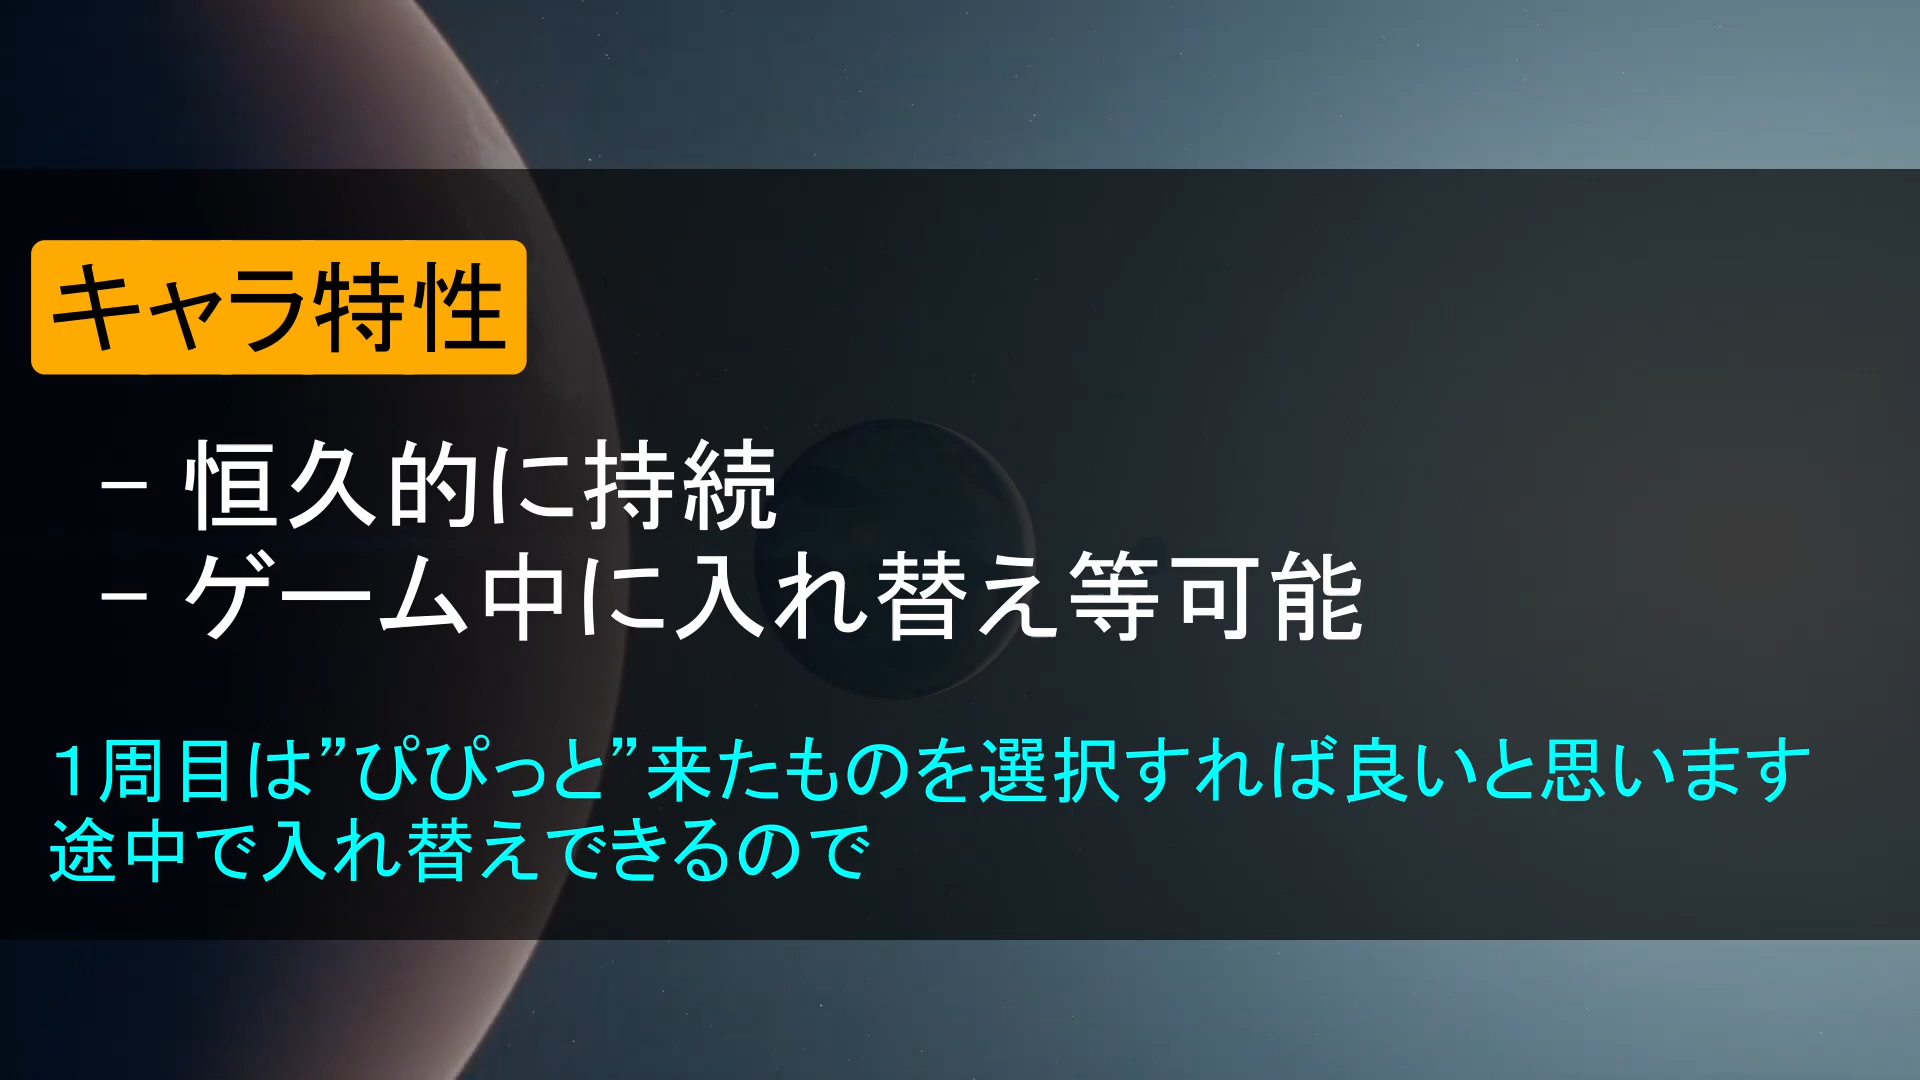 キャラ特性
- 恒久的に持続
- ゲーム中に入れ替え等可能
１周目は”ぴぴっと”来たものを選択すれば良いと思います
途中で入れ替えできるので